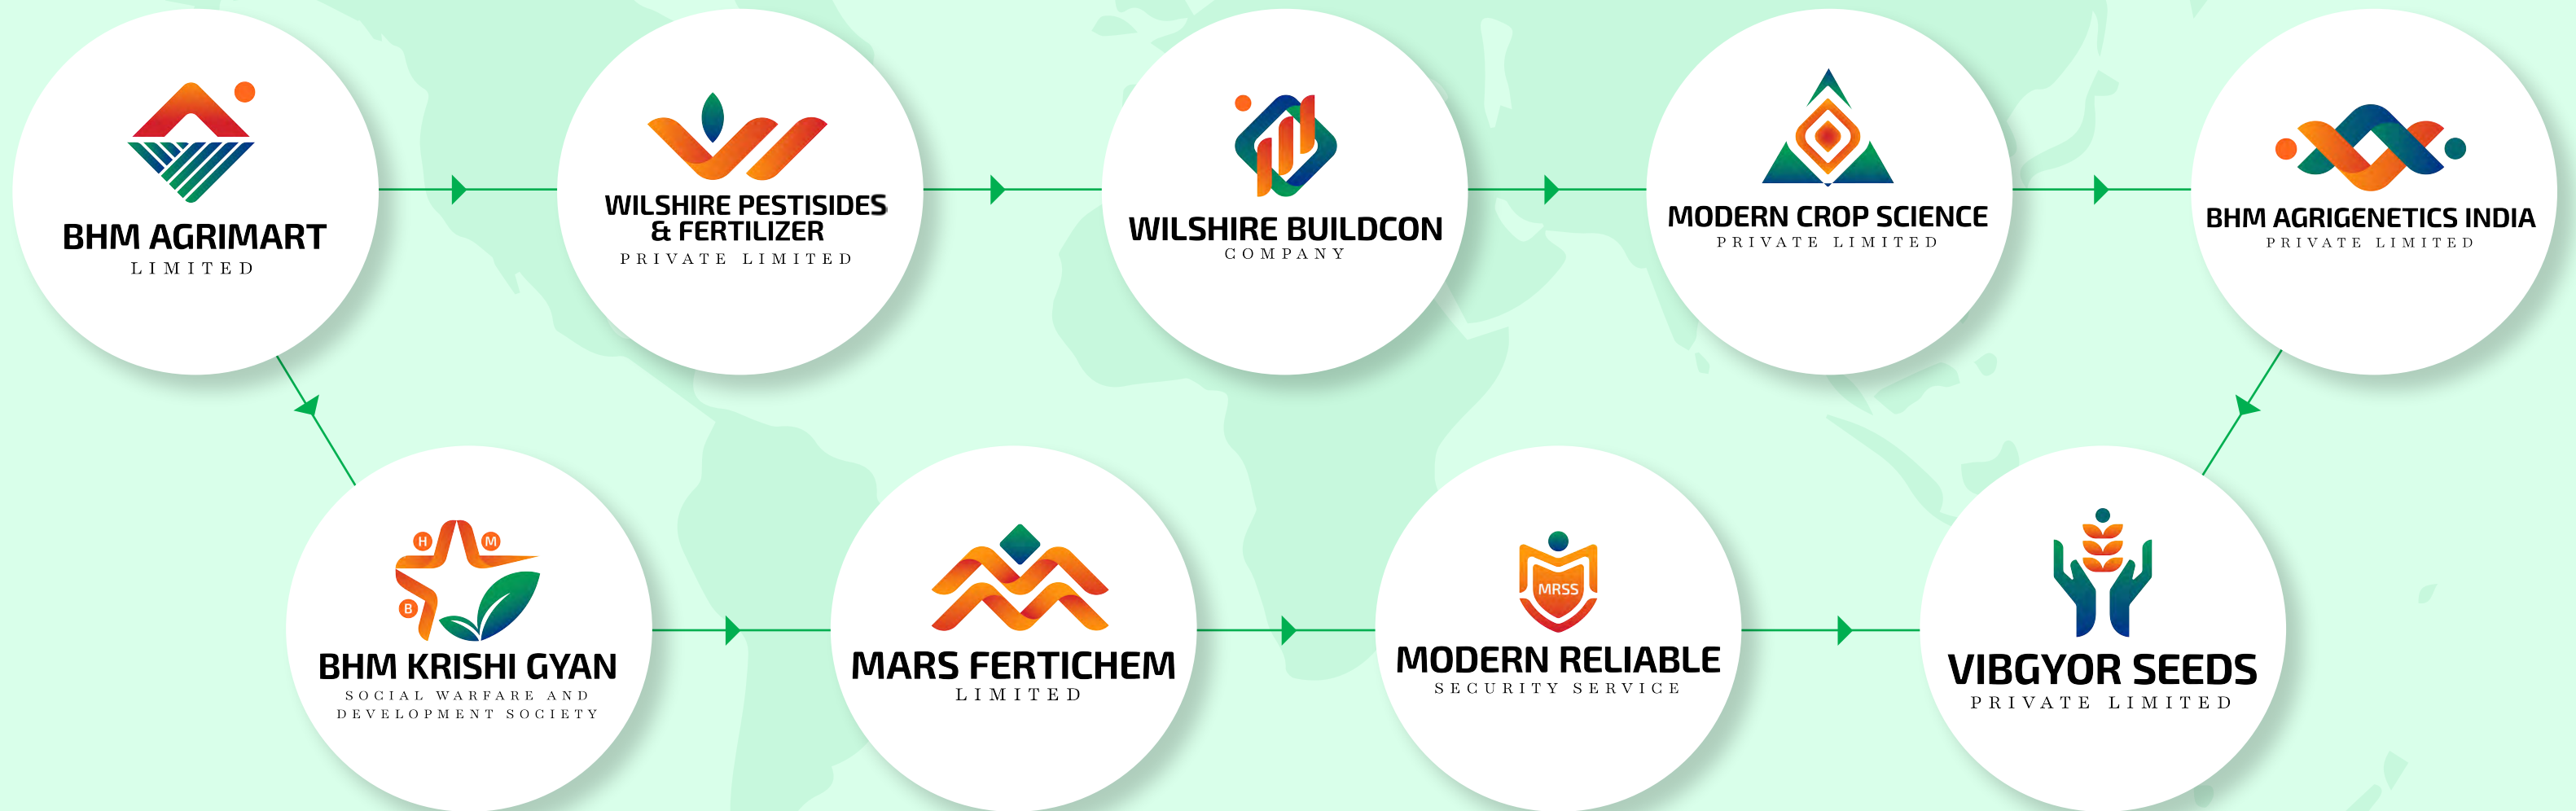 BHM AGRIMART
LIMITED
WILSHIRE PESTISIDES
& FERTILIZER
PRIVATE LIMITED
WILSHIRE BUILDCON
COMPANY
MODERN CROP SCIENCE
PRIVATE LIMITED
BHM AGRIGENETICS INDIA
PRIVATE LIMITED
H
M
B
BHM KRISHI GYAN
SOCIAL WARFARE AND
DEVELOPMENT SOCIETY
MARS FERTICHEM
LIMITED
MRSS
MODERN RELIABLE
SECURITY SERVICE
VIBGYOR SEEDS
PRIVATE LIMITED